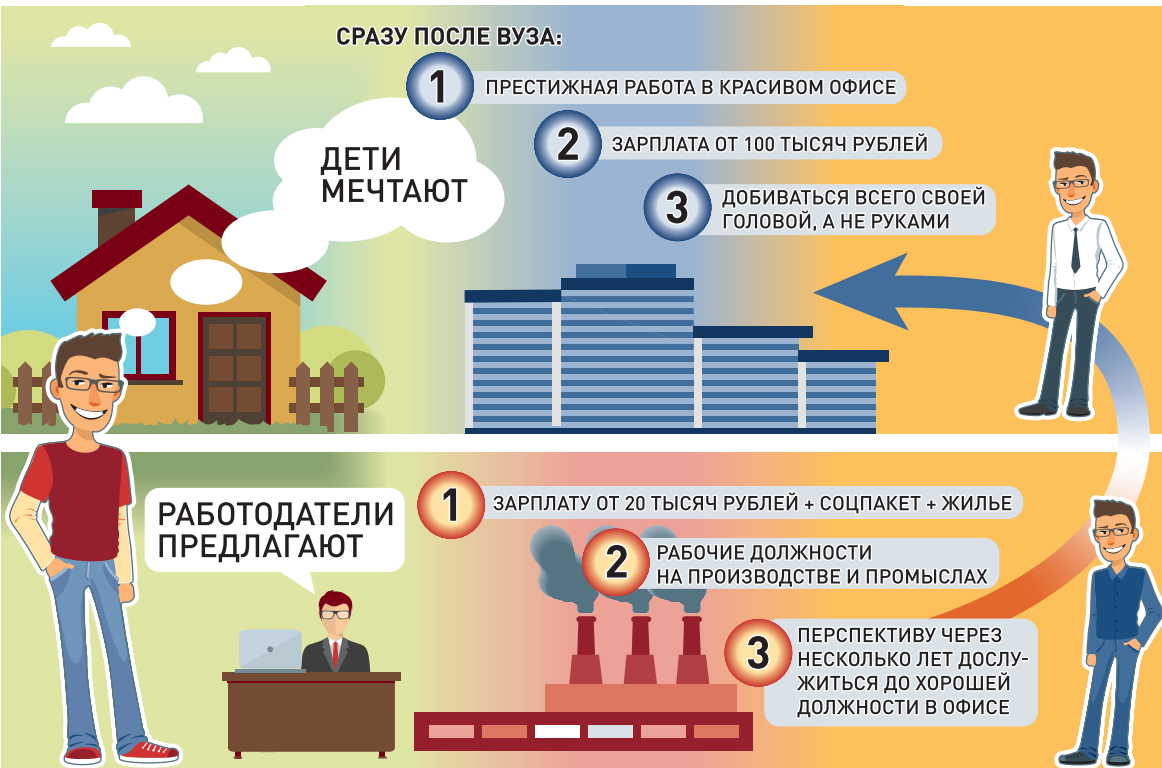 СРАЗУ ПОСЛЕ ВУЗА:
1
ПРЕСТИЖНАЯ РАБОТА В КРАСИВОМ ОФИСЕ
2
ЗАРПЛАТА ОТ 100 ТЫСЯЧ РУБЛЕЙ
ДЕТИ
МЕЧТАЮТ
3
ДОБИВАТЬСЯ ВСЕГО СВОЕЙ
ГОЛОВОЙ, А НЕ РУКАМИ
РАБОТОДАТЕЛИ
ПРЕДЛАГАЮТ
1
ЗАРПЛАТУ ОТ 20 ТЫСЯЧ РУБЛЕЙ + СОЦПАКЕТ + ЖИЛЬЕ
2
РАБОЧИЕ ДОЛЖНОСТИ
НА ПРОИЗВОДСТВЕ И ПРОМЫСЛАХ
3
ПЕРСПЕКТИВУ ЧЕРЕЗ
НЕСКОЛЬКО ЛЕТ ДОСЛУ-
ЖИТЬСЯ ДО ХОРОШЕЙ
ДОЛЖНОСТИ В ОФИСЕ